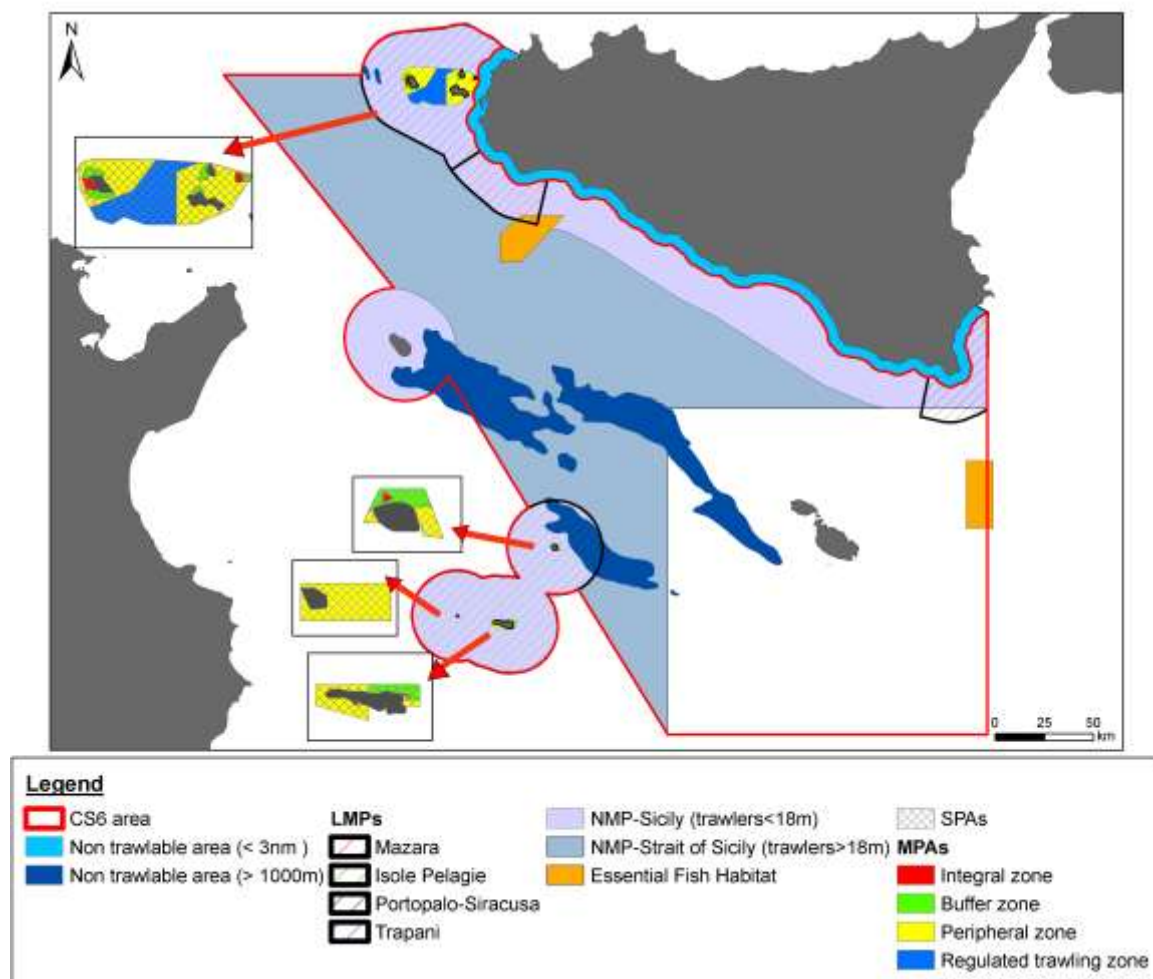 N
0 25 50
km
Legend
CS6 area
Non trawlable area (< 3nm )
Non trawlable area (> 1000m)
LMPs
Mazara
Isole Pelagie
Portopalo-Siracusa
Trapani
NMP-Sicily (trawlers<18m)
NMP-Strait of Sicily (trawlers>18m)
Essential Fish Habitat
SPAs
MPAs
Integral zone
Buffer zone
Peripheral zone
Regulated trawling zone